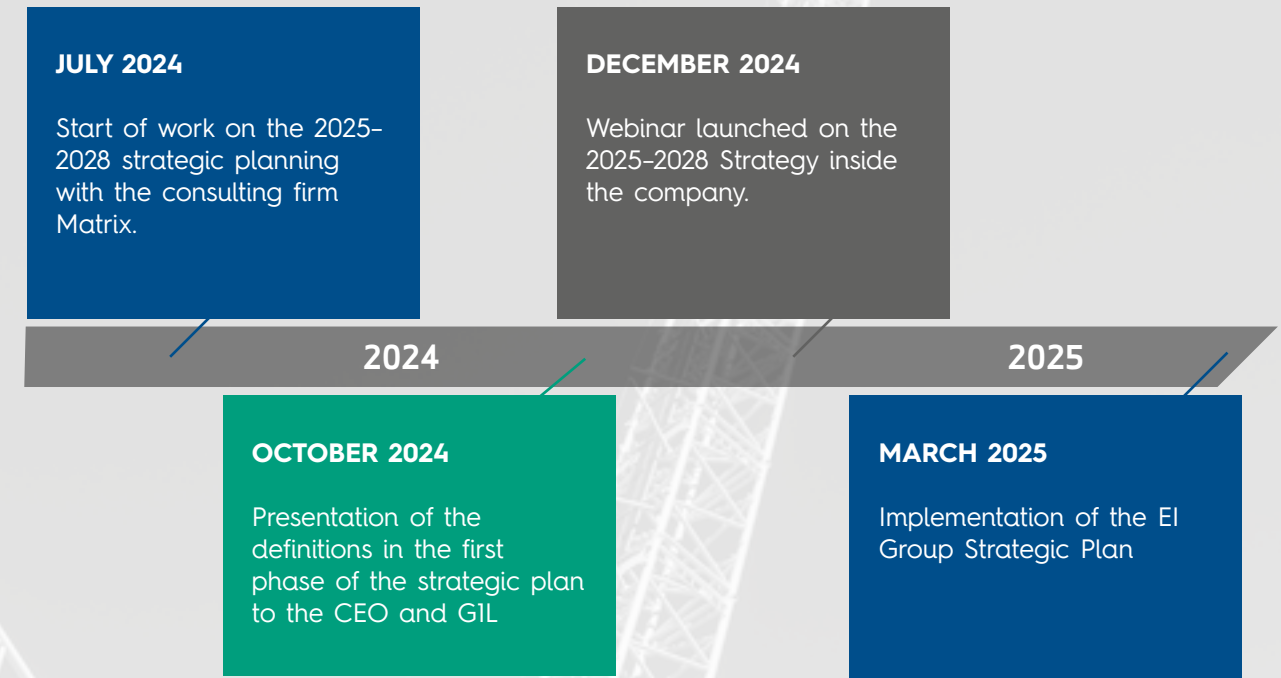 JULY 2024
Start of work on the 2025–
2028 strategic planning
with the consulting firm
Matrix.
DECEMBER 2024
Webinar launched on the
2025–2028 Strategy inside
the company.
2024
2025
OCTOBER 2024
Presentation of the
definitions in the first
phase of the strategic plan
to the CEO and G1L
MARCH 2025
Implementation of the EI
Group Strategic Plan